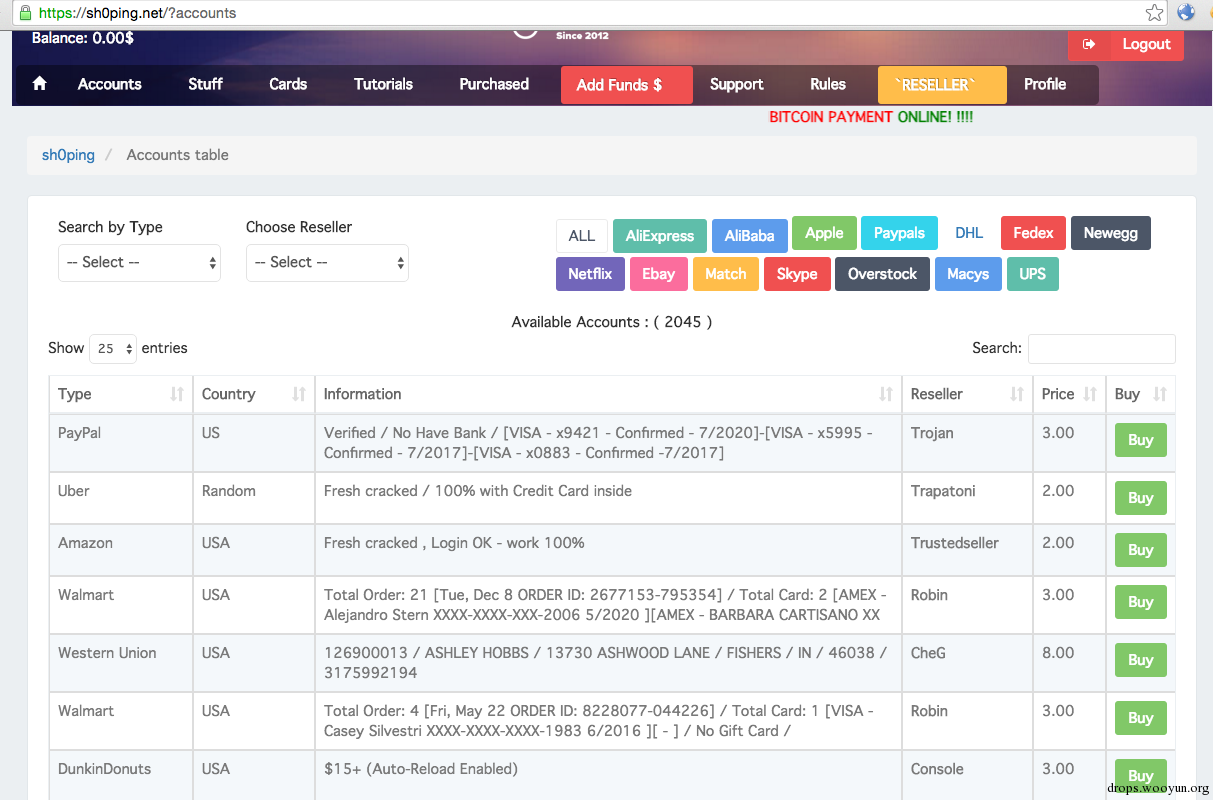 https://sh0ping.net/?accounts
Balance: 0.00$
Since 2012
Logout
Accounts Stuff Cards Tutorials Purchased Add Funds $ Support Rules `RESELLER` Profile
BITCOIN PAYMENT ONLINE! !!!!
sh0ping / Accounts table
Search by Type Choose Reseller
-- Select -- -- Select --
ALL AliExpress AliBaba Apple Paypals DHL Fedex Newegg
Netflix Ebay Match Skype Overstock Macys UPS
Available Accounts : ( 2045 )
Show 25 entries Search:
Type Country Information Reseller Price Buy
PayPal US Verified / No Have Bank / [VISA - x9421 - Confirmed - 7/2020]-[VISA - x5995 - Trojan 3.00 Buy
Confirmed - 7/2017]-[VISA - x0883 - Confirmed -7/2017]
Uber Random Fresh cracked / 100% with Credit Card inside Trapatoni 2.00 Buy
Amazon USA Fresh cracked , Login OK - work 100% Trustedseller 2.00 Buy
Walmart USA Total Order: 21 [Tue, Dec 8 ORDER ID: 2677153-795354] / Total Card: 2 [AMEX - Robin 3.00 Buy
Alejandro Stern XXXX-XXXX-XXX-2006 5/2020 ][AMEX - BARBARA CARTISANO XX
Western Union USA 126900013 / ASHLEY HOBBS / 13730 ASHWOOD LANE / FISHERS / IN / 46038 / CheG 8.00 Buy
3175992194
Walmart USA Total Order: 4 [Fri, May 22 ORDER ID: 8228077-044226] / Total Card: 1 [VISA - Robin 3.00 Buy
Casey Silvestri XXXX-XXXX-XXXX-1983 6/2016 ][ - ] / No Gift Card /
DunkinDonuts USA $15+ (Auto-Reload Enabled) Console 3.00 Buy
drops.wooyun.org